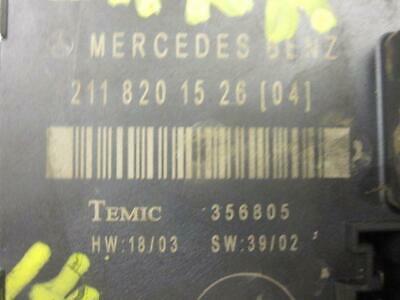 MERCEDES BENZ
211 820 15 26 [04]
TEMIC 356805
HW:18/03 SW:39/02